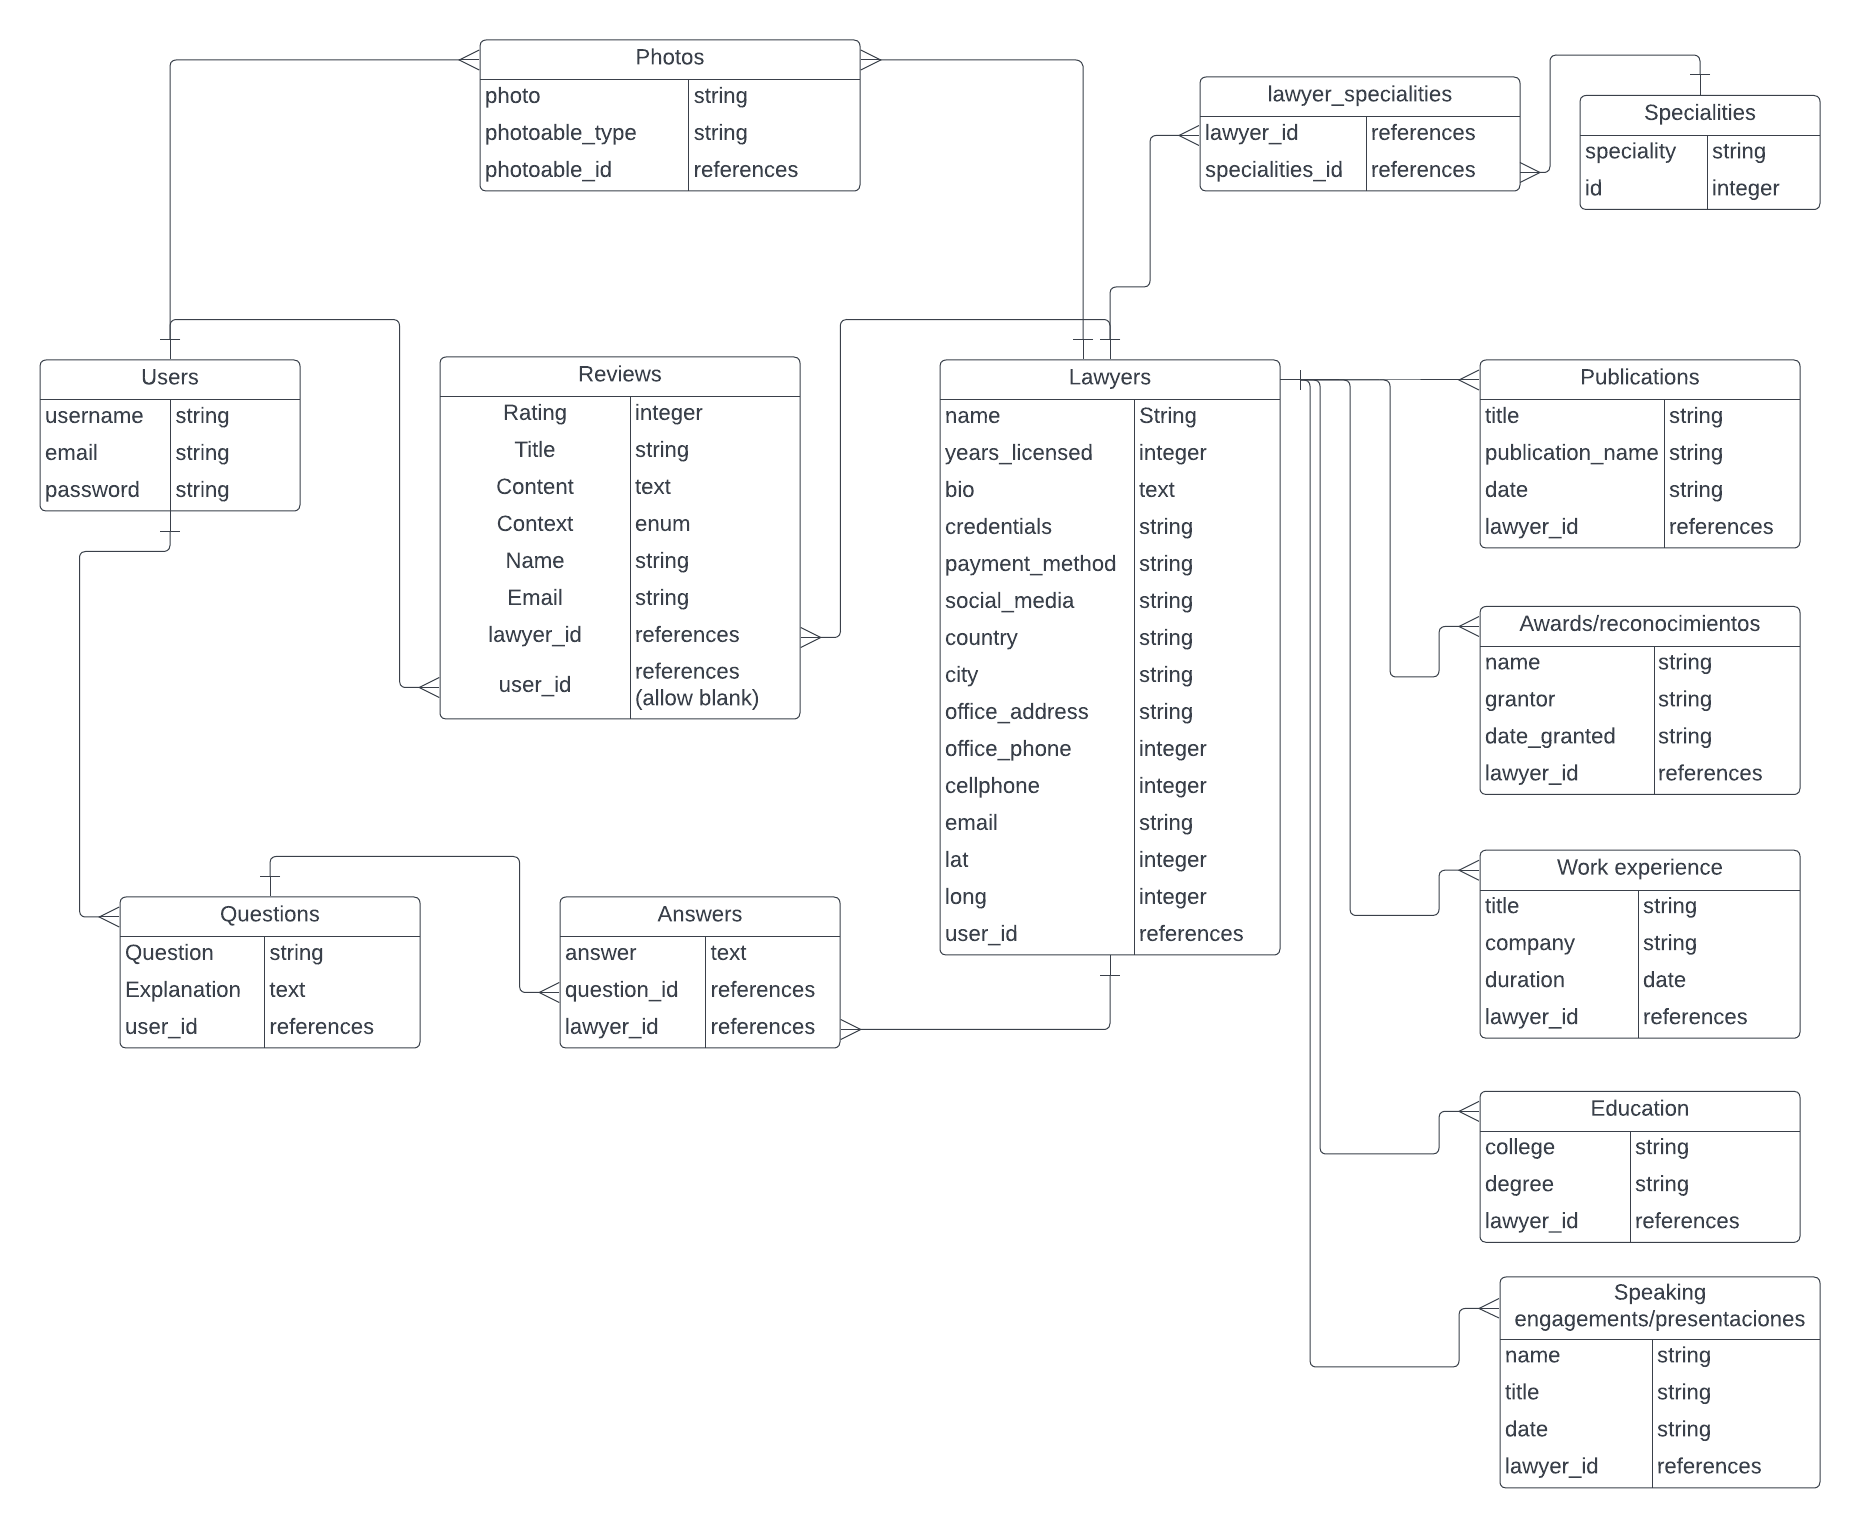 Photos
photo string
photoable_type string
photoable_id references
lawyer_specialities
lawyer_id references
specialities_id references
Specialities
speciality string
id integer
Users
username string
email string
password string
Reviews
Rating integer
Title string
Content text
Context enum
Name string
Email string
lawyer_id references
user_id references
(allow blank)
Lawyers
name String
years_licensed integer
bio text
credentials string
payment_method string
social_media string
country string
city string
office_address string
office_phone integer
cellphone integer
email string
lat integer
long integer
user_id references
Publications
title string
publication_name string
date string
lawyer_id references
Awards/reconocimientos
name string
grantor string
date_granted string
lawyer_id references
Work experience
title string
company string
duration date
lawyer_id references
Questions
Question string
Explanation text
user_id references
Answers
answer text
question_id references
lawyer_id references
Education
college string
degree string
lawyer_id references
Speaking
engagements/presentaciones
name string
title string
date string
lawyer_id references